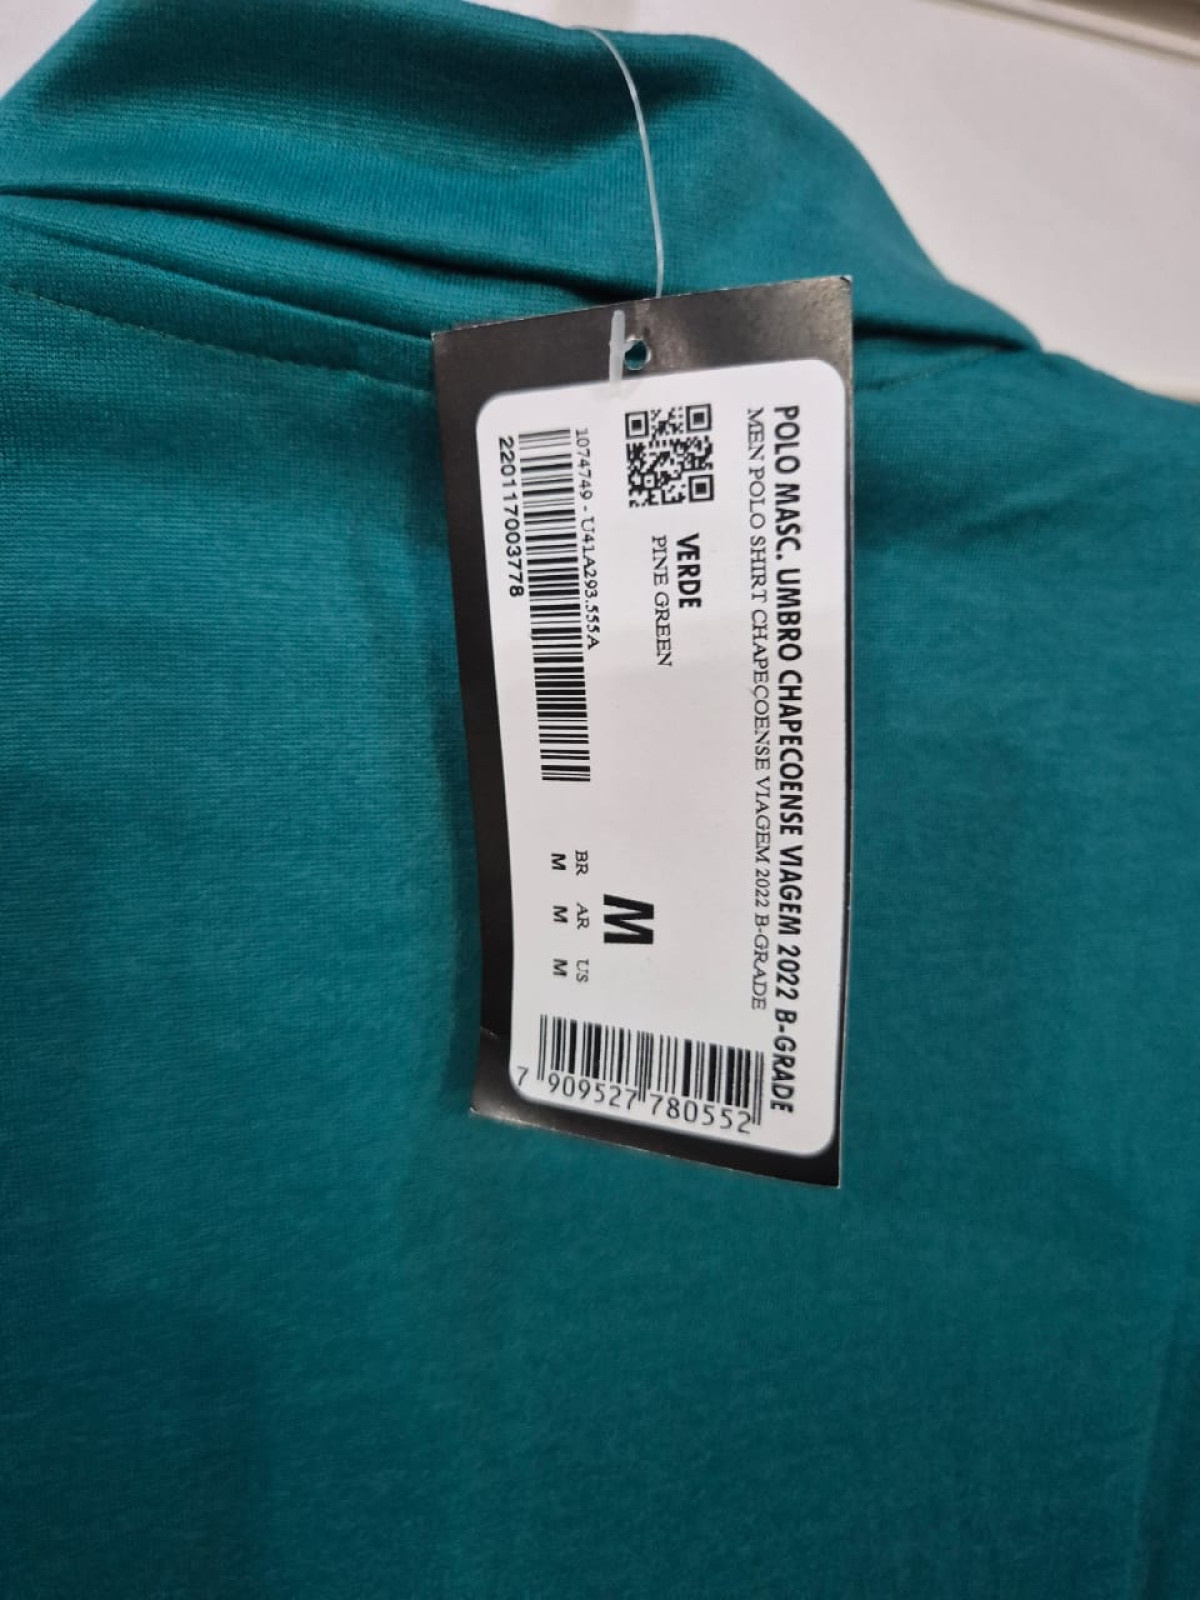 POLO MASC. UMBRO CHAPECOENSE VIAGEM 2022 B-GRADE
MEN POLO SHIRT CHAPECOENSE VIAGEM 2022 B-GRADE
VERDE
PINE GREEN
M
1074749 - U41A293.555A
2201170003778
BR AR US
M M M
7 909527 780552